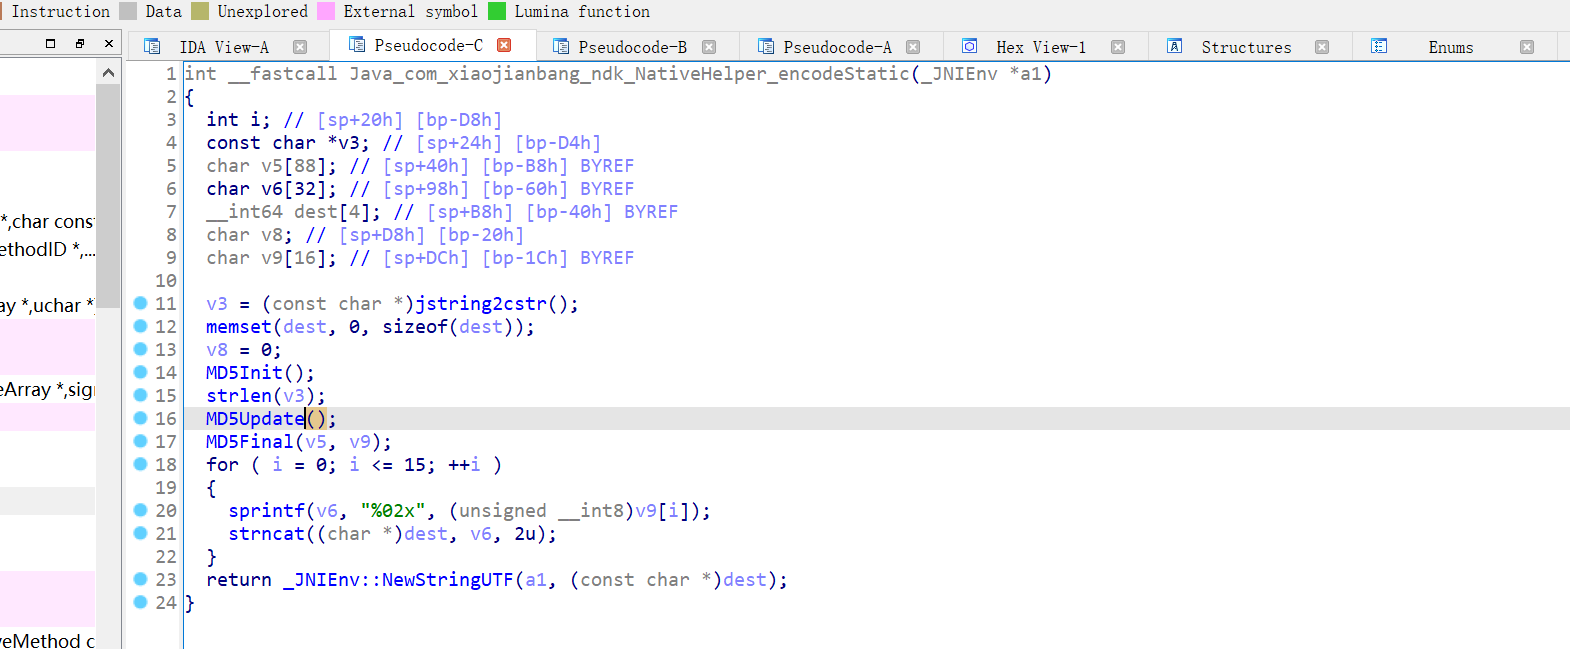 Instruction Data Unexplored External symbol Lumina function
IDA View-A Pseudocode-C Pseudocode-B Pseudocode-A Hex View-1 Structures Enums
1 int __fastcall Java_com_xiaojianbang_ndk_NativeHelper_encodeStatic(_JNIEnv *a1)
2 {
3 int i; // [sp+20h] [bp-D8h]
4 const char *v3; // [sp+24h] [bp-D4h]
5 char v5[88]; // [sp+40h] [bp-B8h] BYREF
6 char v6[32]; // [sp+98h] [bp-60h] BYREF
7 __int64 dest[4]; // [sp+B8h] [bp-40h] BYREF
8 char v8; // [sp+D8h] [bp-20h]
9 char v9[16]; // [sp+DCh] [bp-1Ch] BYREF
10
11 v3 = (const char *)jstring2cstr();
12 memset(dest, 0, sizeof(dest));
13 v8 = 0;
14 MD5Init();
15 strlen(v3);
16 MD5Update();
17 MD5Final(v5, v9);
18 for ( i = 0; i <= 15; ++i )
19 {
20 sprintf(v6, "%02x", (unsigned __int8)v9[i]);
21 strncat((char *)dest, v6, 2u);
22 }
23 return _JNIEnv::NewStringUTF(a1, (const char *)dest);
24 }
*,char cons
ethodID *,...
ay *,uchar *
eArray *,sig
veMethod c